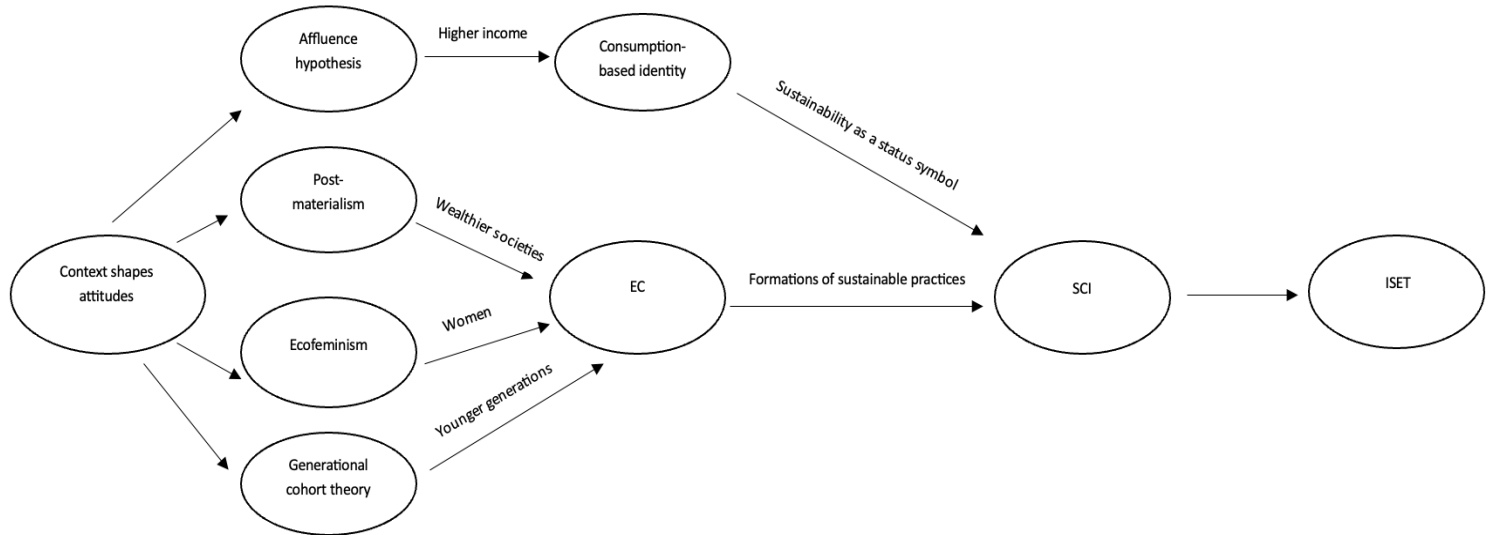 Affluence
hypothesis
Higher income
Consumption-
based identity
Sustainability as a status symbol
Post-
materialism
Wealthier societies
Context shapes
attitudes
EC
Formations of sustainable practices
SCI
ISET
Ecofeminism
Women
Younger generations
Generational
cohort theory